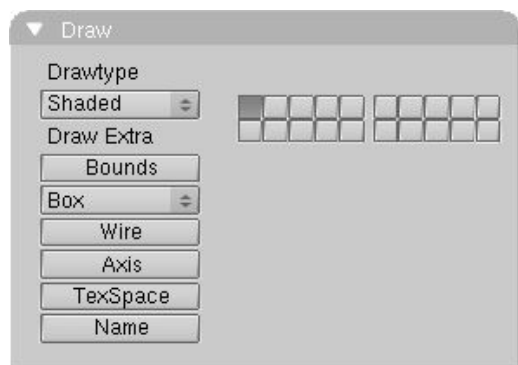 Draw
Drawtype
Shaded
Draw Extra
Bounds
Box
Wire
Axis
TexSpace
Name